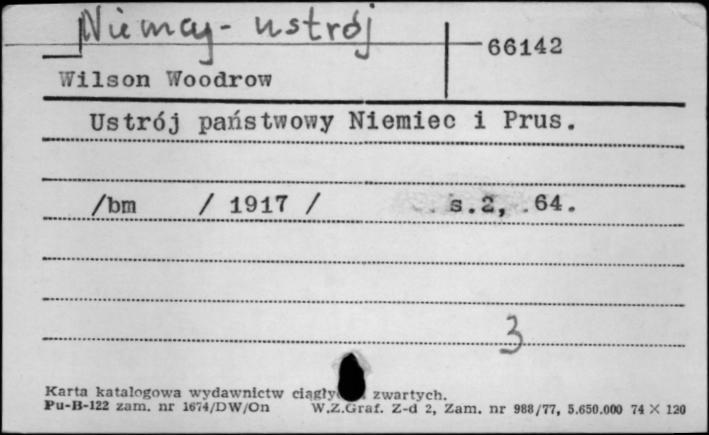 Niemcy - ustrój
66142
Wilson Woodrow
Ustrój państwowy Niemiec i Prus.
/bm / 1917 / s.2, 64.
3
Karta katalogowa wydawnictw zwartych.
Pu-B-122 zam. nr 1674/DW/On W.Z.Graf. Z-d 2, Zam. nr 988/77, 5.650.000 74 × 120